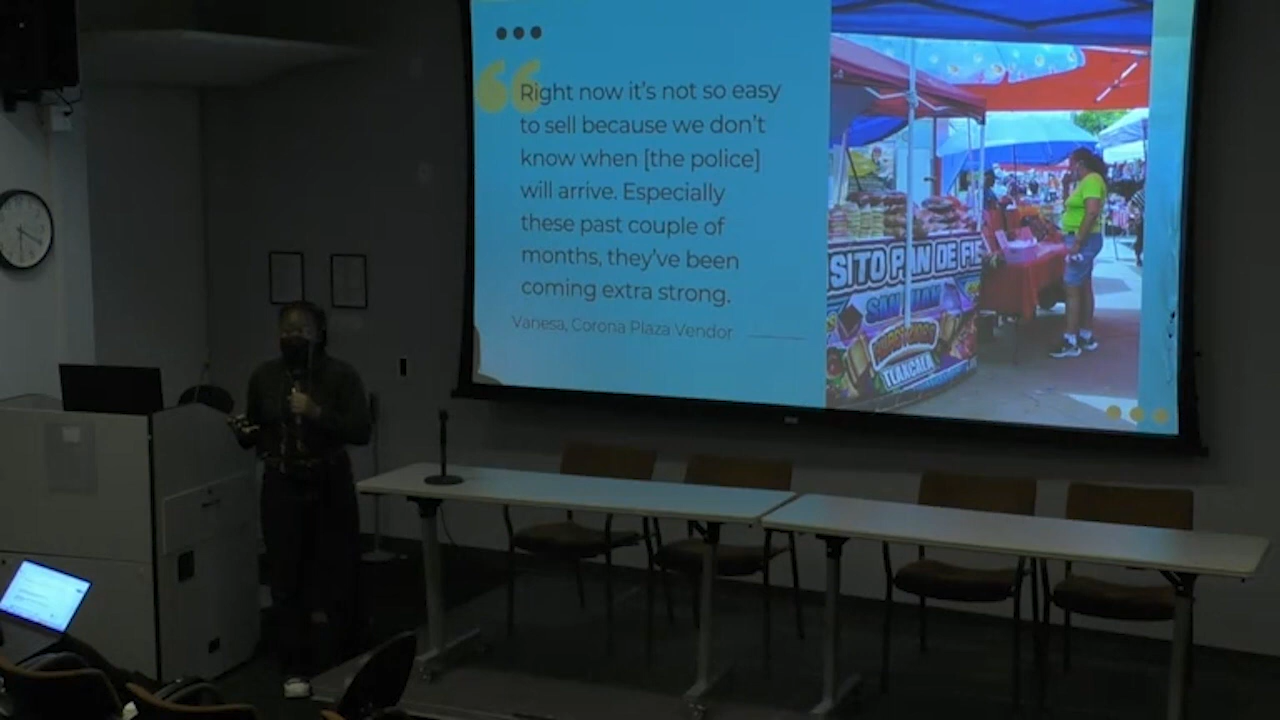 “Right now it’s not so easy
to sell because we don’t
know when [the police]
will arrive. Especially
these past couple of
months, they’ve been
coming extra strong.
Vanesa, Corona Plaza Vendor
SITO PAN DE FIE
SAN JUAN
TLAXCALA